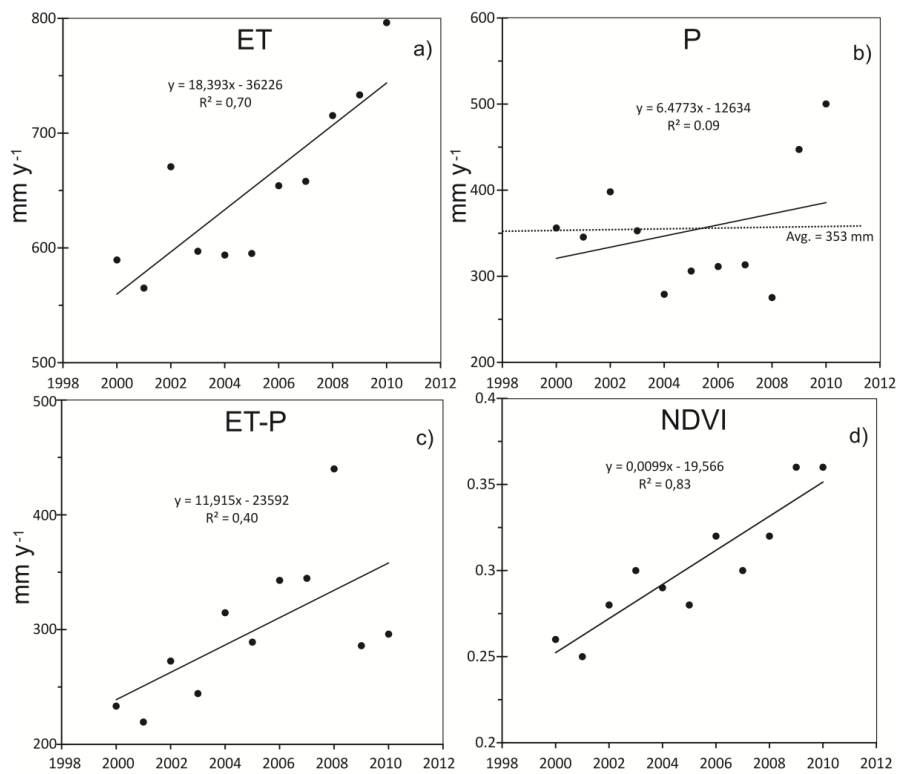 ET
a)
y = 18,393x - 36226
R² = 0,70
mm y⁻¹
800
700
600
500
1998 2000 2002 2004 2006 2008 2010 2012
P
b)
y = 6.4773x - 12634
R² = 0.09
Avg. = 353 mm
mm y⁻¹
600
500
400
300
200
1998 2000 2002 2004 2006 2008 2010 2012
ET-P
c)
y = 11,915x - 23592
R² = 0,40
mm y⁻¹
500
400
300
200
1998 2000 2002 2004 2006 2008 2010 2012
NDVI
d)
y = 0,0099x - 19,566
R² = 0,83
0.4
0.35
0.3
0.25
0.2
1998 2000 2002 2004 2006 2008 2010 2012